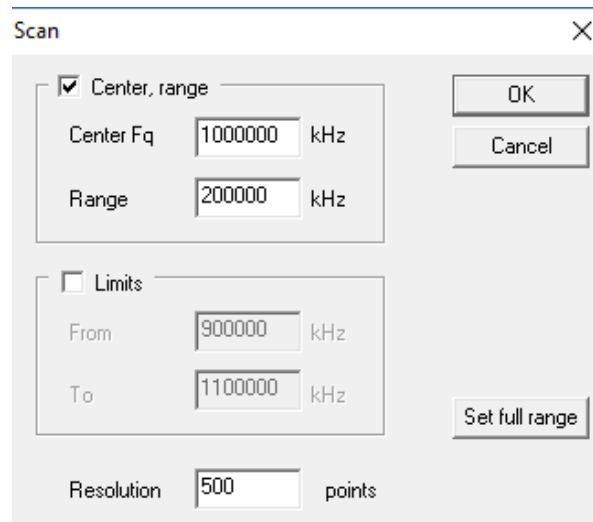 Scan
Center, range
Center Fq 1000000 kHz
Range 200000 kHz
OK
Cancel
Limits
From 900000 kHz
To 1100000 kHz
Set full range
Resolution 500 points